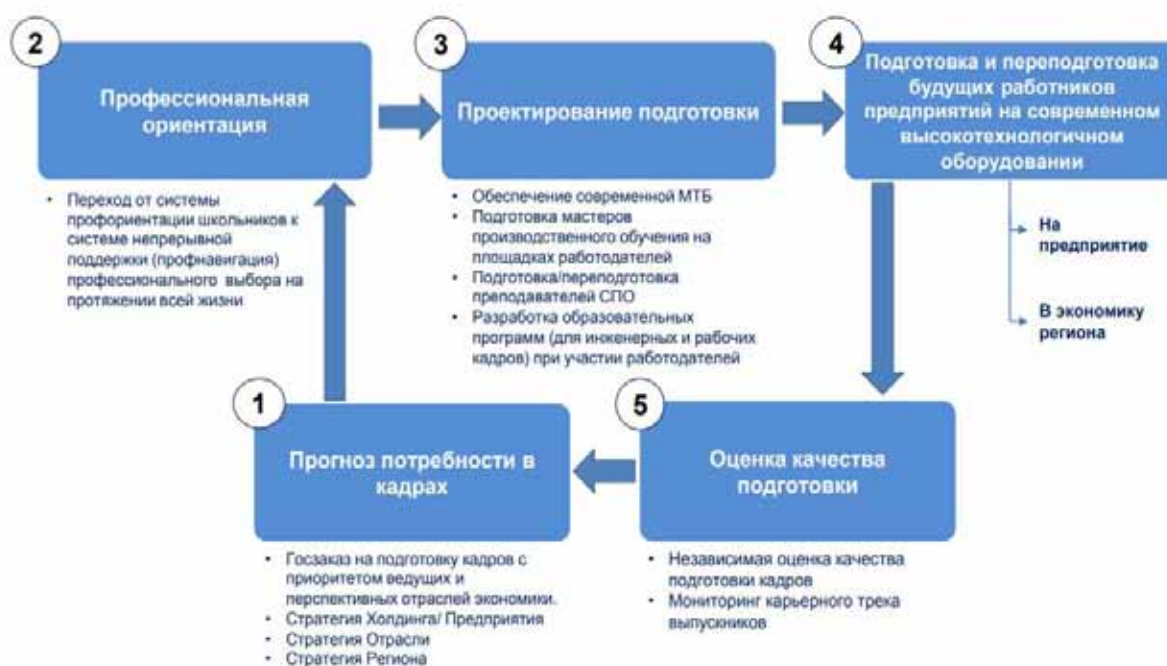 2
Профессиональная
ориентация
• Переход от системы
профориентации школьников к
системе непрерывной
поддержки (профнавигация)
профессионального выбора на
протяжении всей жизни
3
Проектирование подготовки
• Обеспечение современной МТБ
• Подготовка мастеров
производственного обучения на
площадках работодателей
• Подготовка/переподготовка
преподавателей СПО
• Разработка образовательных
программ (для инженерных и рабочих
кадров) при участии работодателей
4
Подготовка и переподготовка
будущих работников
предприятий на современном
высокотехнологичном
оборудовании
• На
предприятие
• В экономику
региона
1
Прогноз потребности в
кадрах
• Госзаказ на подготовку кадров с
приоритетом ведущих и
перспективных отраслей экономики.
• Стратегия Холдинга/ Предприятия
• Стратегия Отрасли
• Стратегия Региона
5
Оценка качества
подготовки
• Независимая оценка качества
подготовки кадров
• Мониторинг карьерного трека
выпускников